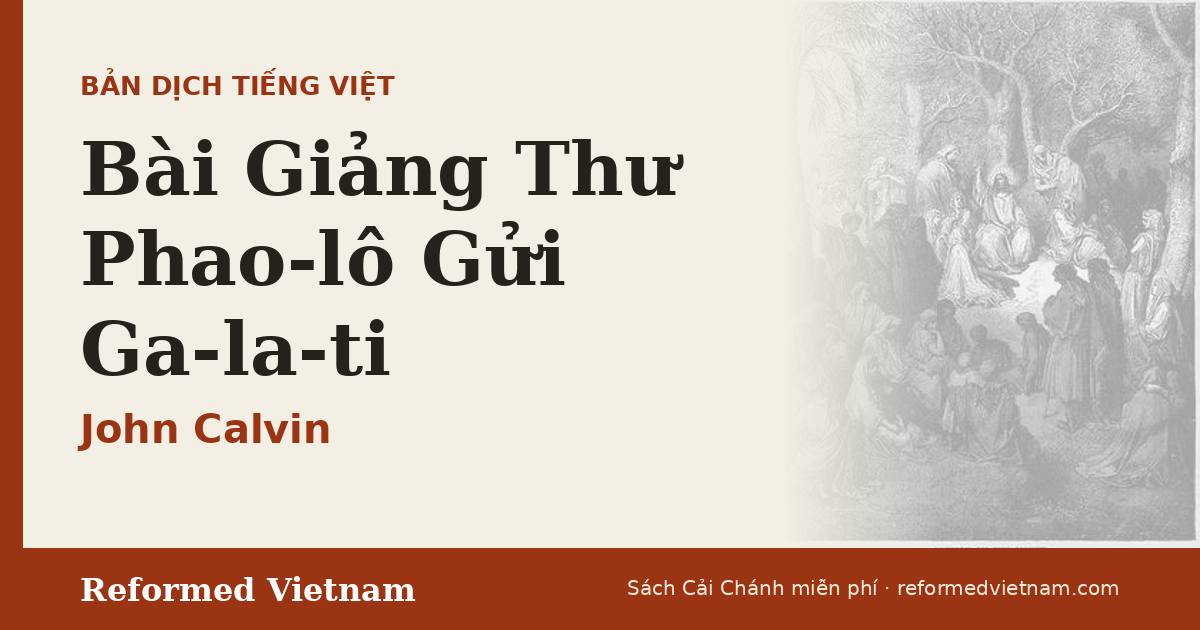 BẢN DỊCH TIẾNG VIỆT
Bài Giảng Thư
Phao-lô Gửi
Ga-la-ti
John Calvin
Reformed Vietnam
Sách Cải Chánh miễn phí · reformedvietnam.com